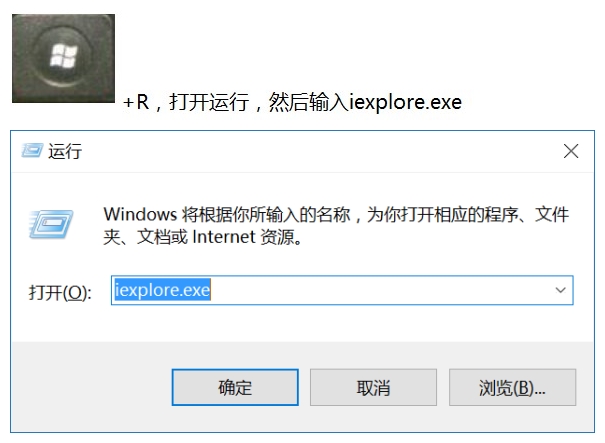 +R，打开运行，然后输入iexplore.exe
运行
Windows 将根据你所输入的名称，为你打开相应的程序、文件
夹、文档或 Internet 资源。
打开(O):
iexplore.exe
确定
取消
浏览(B)...